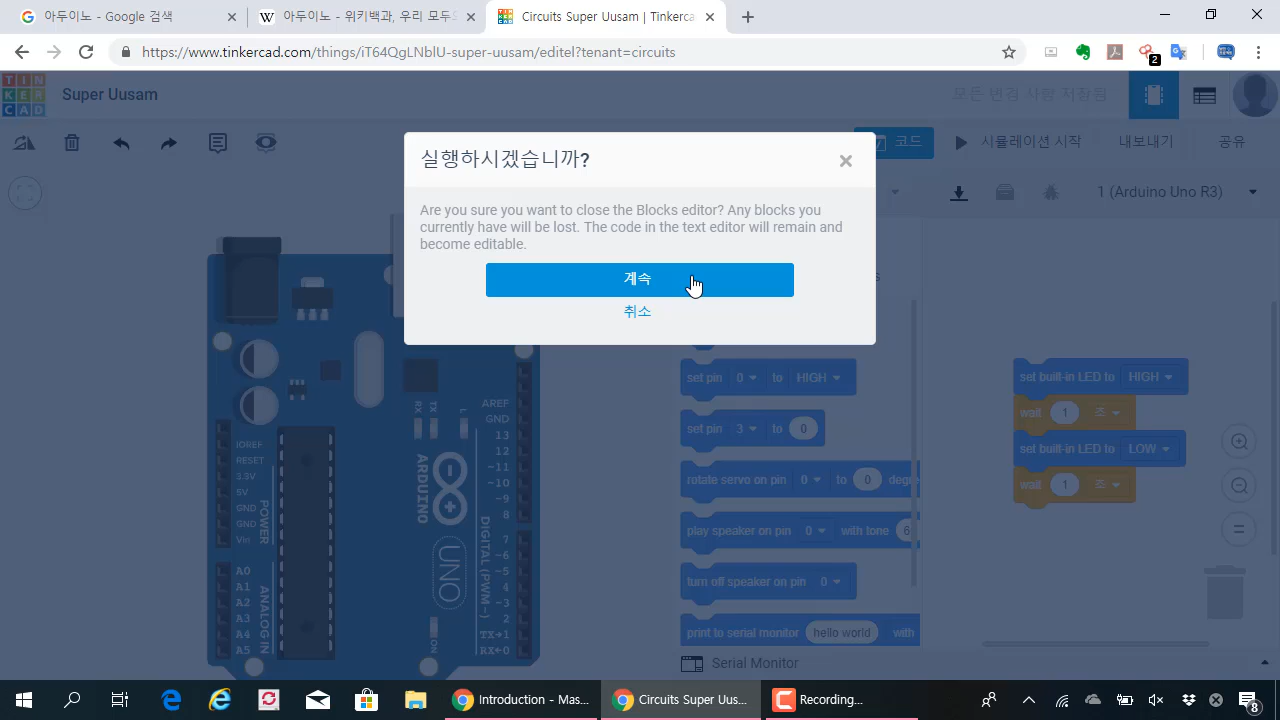 아두이노 - Google 검색
아두이노 - 위키백과, 우리 모두의
Circuits Super Uusam | Tinkercad
https://www.tinkercad.com/things/iT64QgLNblU-super-uusam/editel?tenant=circuits
2
TINKERCAD
Super Uusam
모든 변경 사항 저장됨
코드
시뮬레이션 시작
내보내기
공유
1 (Arduino Uno R3)
실행하시겠습니까?
Are you sure you want to close the Blocks editor? Any blocks you
currently have will be lost. The code in the text editor will remain and
become editable.
계속
취소
set pin 0 to HIGH
set pin 3 to 0
rotate servo on pin 0 to 0 degre
play speaker on pin 0 with tone 6
turn off speaker on pin 0
print to serial monitor hello world with
set built-in LED to HIGH
wait 1 초
set built-in LED to LOW
wait 1 초
Serial Monitor
AREF
GND
13
12
~11
~10
~9
8
7
~6
~5
4
~3
2
TX→1
RX←0
DIGITAL (PWM~)
RX
TX
L
ON
ARDUINO
UNO
IOREF
RESET
3.3V
5V
GND
GND
Vin
POWER
A0
A1
A2
A3
A4
A5
ANALOG IN
Introduction - Mas...
Circuits Super Uus...
Recording...
8